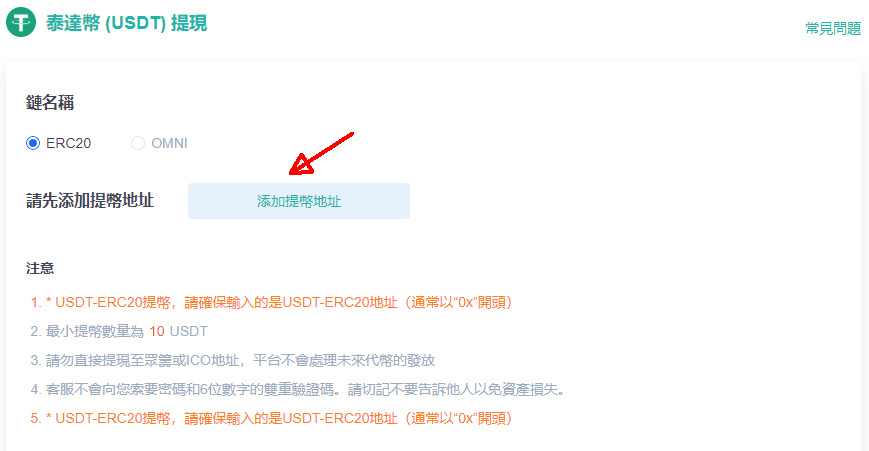 泰達幣 (USDT) 提現
常見問題
鏈名稱
ERC20 OMNI
請先添加提幣地址 添加提幣地址
注意
1. * USDT-ERC20提幣，請確保輸入的是USDT-ERC20地址（通常以“0x”開頭）
2. 最小提幣數量為 10 USDT
3. 請勿直接提現至眾籌或ICO地址，平台不會處理未來代幣的發放
4. 客服不會向您索要密碼和6位數字的雙重驗證碼。請切記不要告訴他人以免資產損失。
5. * USDT-ERC20提幣，請確保輸入的是USDT-ERC20地址（通常以“0x”開頭）